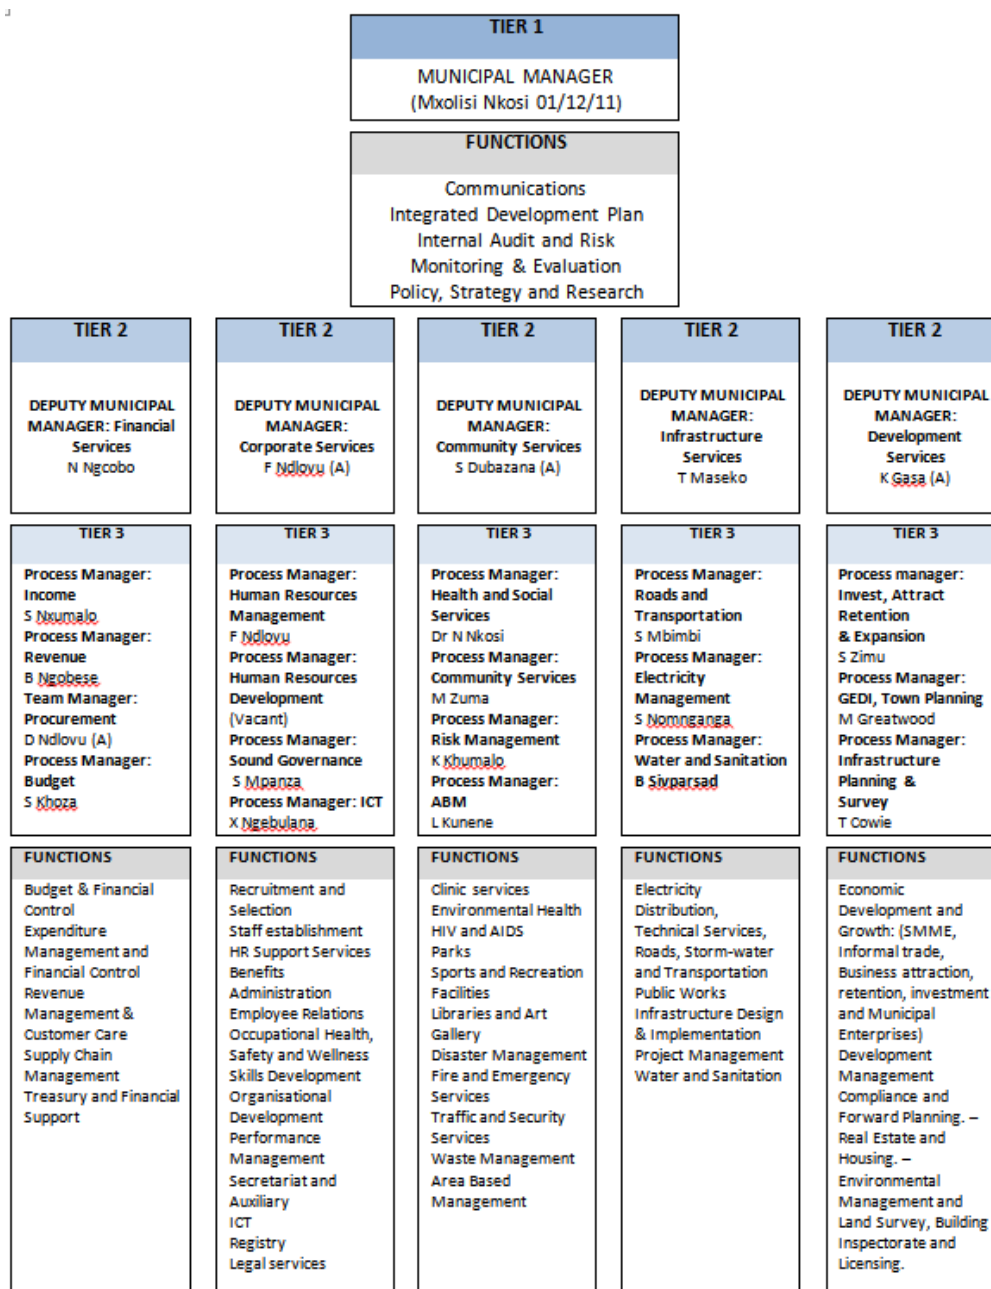 TIER 1
MUNICIPAL MANAGER
(Mxolisi Nkosi 01/12/11)
FUNCTIONS
Communications
Integrated Development Plan
Internal Audit and Risk
Monitoring & Evaluation
Policy, Strategy and Research
TIER 2
DEPUTY MUNICIPAL
MANAGER: Financial
Services
N Ngcobo
TIER 2
DEPUTY MUNICIPAL
MANAGER:
Corporate Services
F Ndlovu (A)
TIER 2
DEPUTY MUNICIPAL
MANAGER:
Community Services
S Dubazana (A)
TIER 2
DEPUTY MUNICIPAL
MANAGER:
Infrastructure
Services
T Maseko
TIER 2
DEPUTY MUNICIPAL
MANAGER:
Development
Services
K Gasa (A)
TIER 3
Process Manager:
Income
S Nxumalo
Process Manager:
Revenue
B Ngobese
Team Manager:
Procurement
D Ndlovu (A)
Process Manager:
Budget
S Khoza
TIER 3
Process Manager:
Human Resources
Management
F Ndlovu
Process Manager:
Human Resources
Development
(Vacant)
Process Manager:
Sound Governance
S Mpanza
Process Manager: ICT
X Ngebulana
TIER 3
Process Manager:
Health and Social
Services
Dr N Nkosi
Process Manager:
Community Services
M Zuma
Process Manager:
Risk Management
K Khumalo
Process Manager:
ABM
L Kunene
TIER 3
Process Manager:
Roads and
Transportation
S Mbimbi
Process Manager:
Electricity
Management
S Nomnganga
Process Manager:
Water and Sanitation
B Sivparsad
TIER 3
Process manager:
Invest, Attract
Retention
& Expansion
S Zimu
Process Manager:
GEDI, Town Planning
M Greatwood
Process Manager:
Infrastructure
Planning &
Survey
T Cowie
FUNCTIONS
Budget & Financial
Control
Expenditure
Management and
Financial Control
Revenue
Management &
Customer Care
Supply Chain
Management
Treasury and Financial
Support
FUNCTIONS
Recruitment and
Selection
Staff establishment
HR Support Services
Benefits
Administration
Employee Relations
Occupational Health,
Safety and Wellness
Skills Development
Organisational
Development
Performance
Management
Secretariat and
Auxiliary
ICT
Registry
Legal services
FUNCTIONS
Clinic services
Environmental Health
HIV and AIDS
Parks
Sports and Recreation
Facilities
Libraries and Art
Gallery
Disaster Management
Fire and Emergency
Services
Traffic and Security
Services
Waste Management
Area Based
Management
FUNCTIONS
Electricity
Distribution,
Technical Services,
Roads, Storm-water
and Transportation
Public Works
Infrastructure Design
& Implementation
Project Management
Water and Sanitation
FUNCTIONS
Economic
Development and
Growth: (SMME,
Informal trade,
Business attraction,
retention, investment
and Municipal
Enterprises)
Development
Management
Compliance and
Forward Planning. –
Real Estate and
Housing. –
Environmental
Management and
Land Survey, Building
Inspectorate and
Licensing.